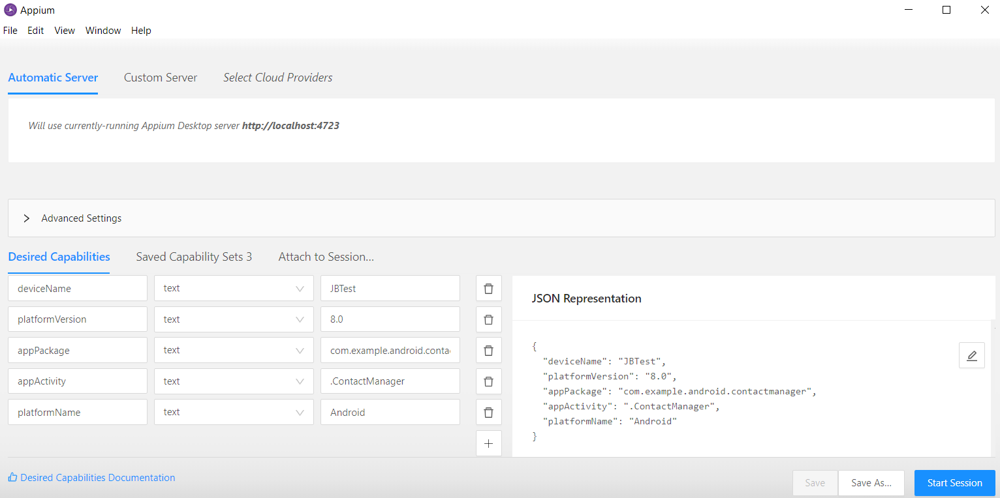 Appium
File Edit View Window Help
Automatic Server Custom Server Select Cloud Providers
Will use currently-running Appium Desktop server http://localhost:4723
Advanced Settings
Desired Capabilities Saved Capability Sets 3 Attach to Session...
deviceName text JBTest
platformVersion text 8.0
appPackage text com.example.android.conta
appActivity text .ContactManager
platformName text Android
JSON Representation
{
"deviceName": "JBTest",
"platformVersion": "8.0",
"appPackage": "com.example.android.contactmanager",
"appActivity": ".ContactManager",
"platformName": "Android"
}
Desired Capabilities Documentation
Save Save As... Start Session